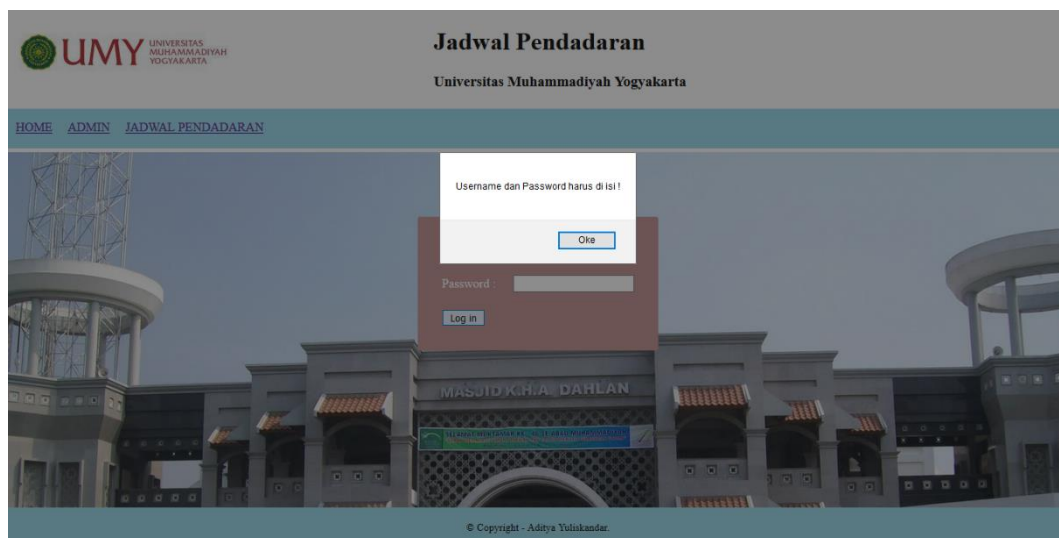 UMY
UNIVERSITAS
MUHAMMADIYAH
YOGYAKARTA
Jadwal Pendadaran
Universitas Muhammadiyah Yogyakarta
HOME ADMIN JADWAL PENDADARAN
Username dan Password harus di isi !
Oke
Password :
Log in
MASJID K.H.A. DAHLAN
© Copyright - Aditya Yuliskandar.